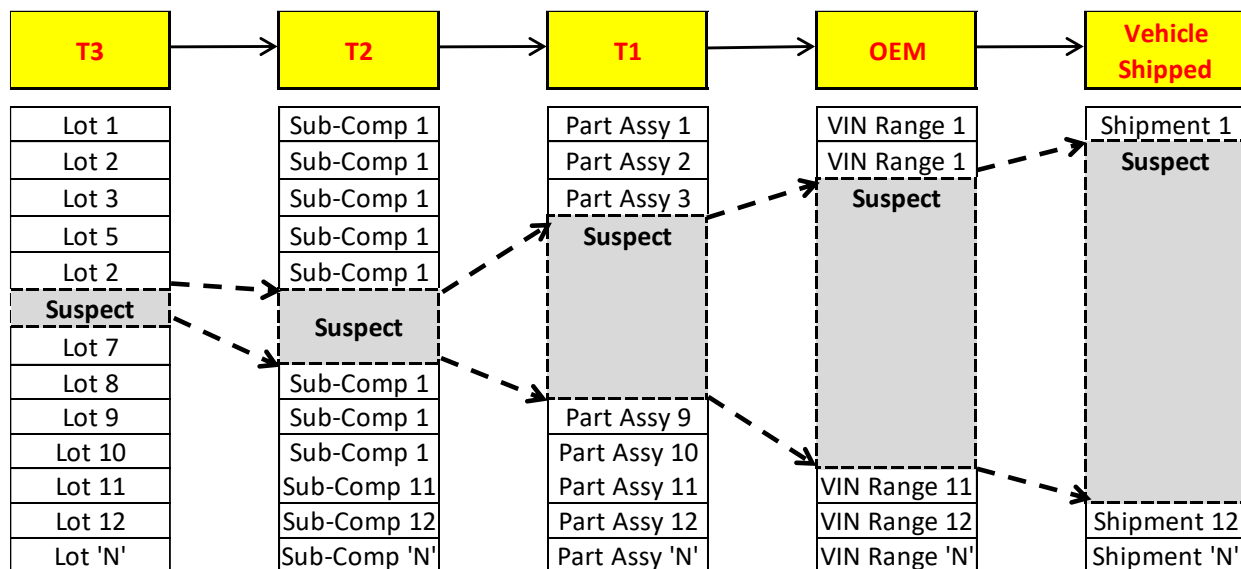 T3
T2
T1
OEM
Vehicle
Shipped
Lot 1
Sub-Comp 1
Part Assy 1
VIN Range 1
Shipment 1
Lot 2
Sub-Comp 1
Part Assy 2
VIN Range 1
Suspect
Lot 3
Sub-Comp 1
Part Assy 3
Suspect
Lot 5
Sub-Comp 1
Suspect
Lot 2
Sub-Comp 1
Suspect
Suspect
Lot 7
Lot 8
Sub-Comp 1
Lot 9
Sub-Comp 1
Part Assy 9
Lot 10
Sub-Comp 1
Part Assy 10
Lot 11
Sub-Comp 11
Part Assy 11
VIN Range 11
Lot 12
Sub-Comp 12
Part Assy 12
VIN Range 12
Shipment 12
Lot 'N'
Sub-Comp 'N'
Part Assy 'N'
VIN Range 'N'
Shipment 'N'